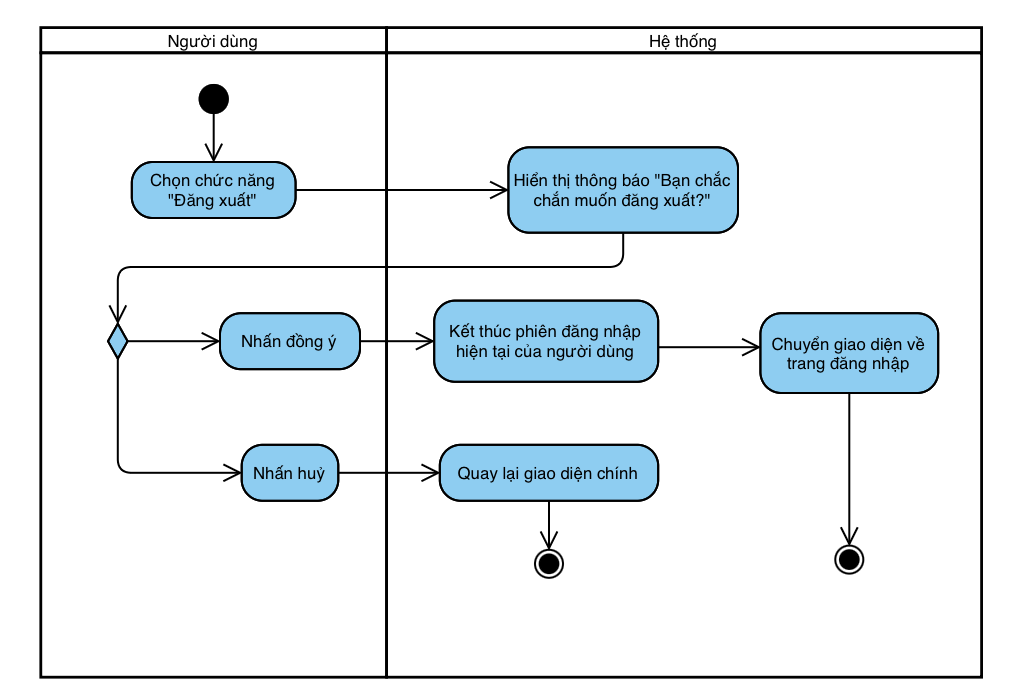 Người dùng
Hệ thống
Chọn chức năng
"Đăng xuất"
Hiển thị thông báo "Bạn chắc
chắn muốn đăng xuất?"
Nhấn đồng ý
Kết thúc phiên đăng nhập
hiện tại của người dùng
Chuyển giao diện về
trang đăng nhập
Nhấn huỷ
Quay lại giao diện chính